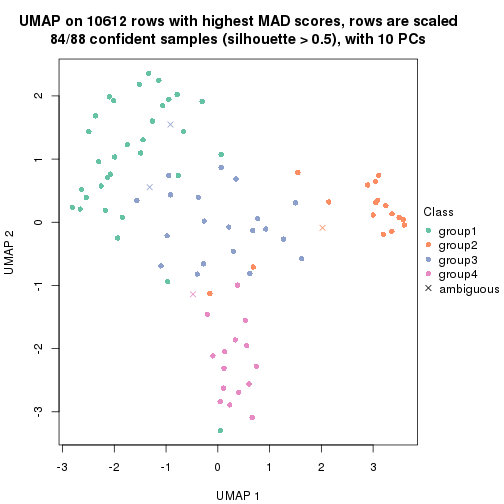 UMAP on 10612 rows with highest MAD scores, rows are scaled
84/88 confident samples (silhouette > 0.5), with 10 PCs
2
1
0
-1
-2
-3
UMAP 2
-3 -2 -1 0 1 2 3
UMAP 1
Class
group1
group2
group3
group4
ambiguous